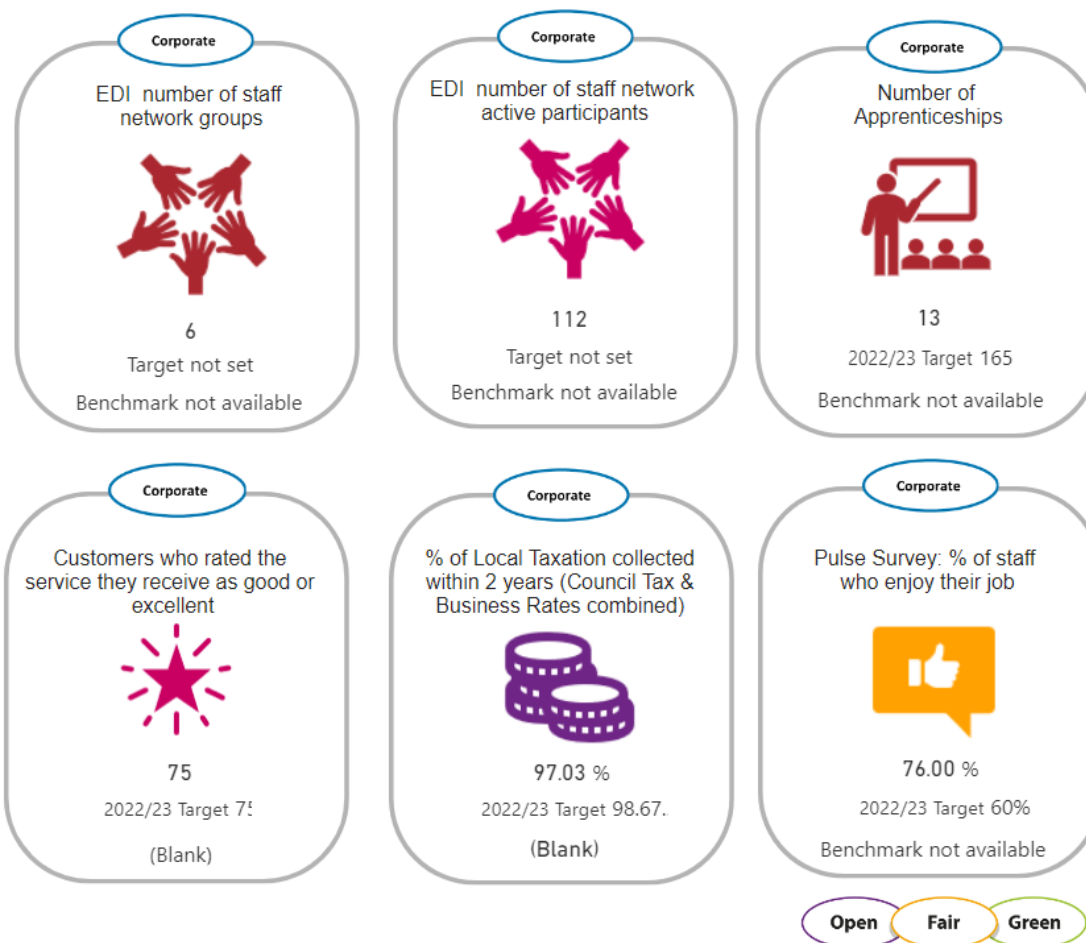 Corporate
EDI number of staff
network groups
6
Target not set
Benchmark not available
Corporate
EDI number of staff network
active participants
112
Target not set
Benchmark not available
Corporate
Number of
Apprenticeships
13
2022/23 Target 165
Benchmark not available
Corporate
Customers who rated the
service they receive as good or
excellent
75
2022/23 Target
(Blank)
Corporate
% of Local Taxation collected
within 2 years (Council Tax &
Business Rates combined)
97.03 %
2022/23 Target 98.67..
(Blank)
Corporate
Pulse Survey: % of staff
who enjoy their job
76.00 %
2022/23 Target 60%
Benchmark not available
Open Fair Green